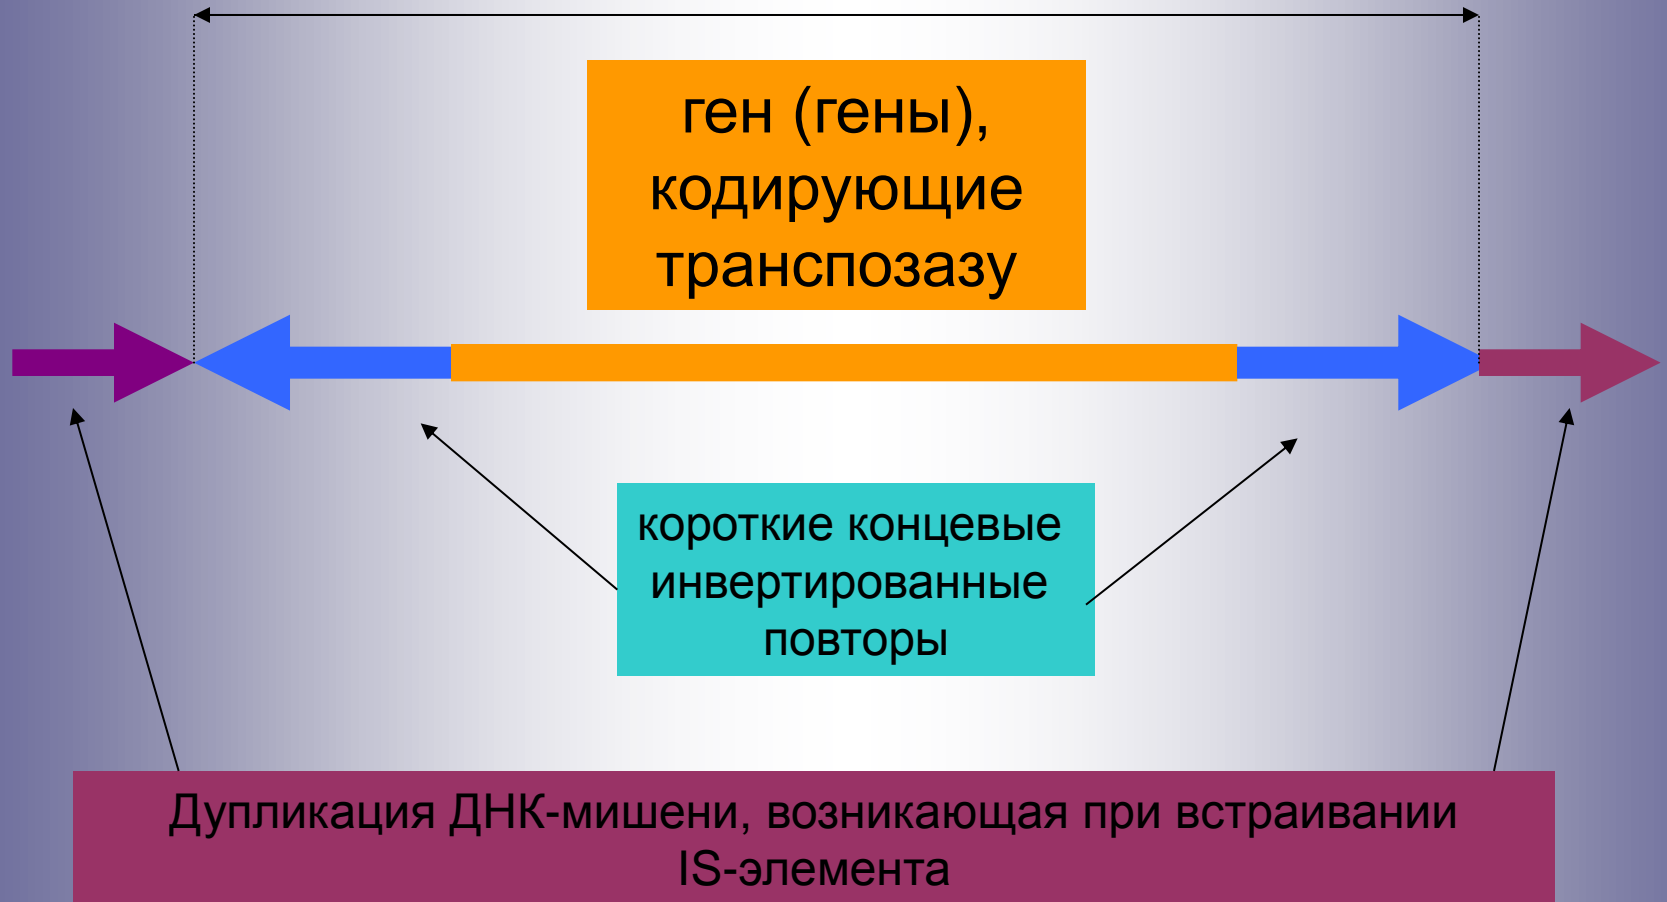 ген (гены),
кодирующие
транспозазу
короткие концевые
инвертированные
повторы
Дупликация ДНК-мишени, возникающая при встраивании
IS-элемента